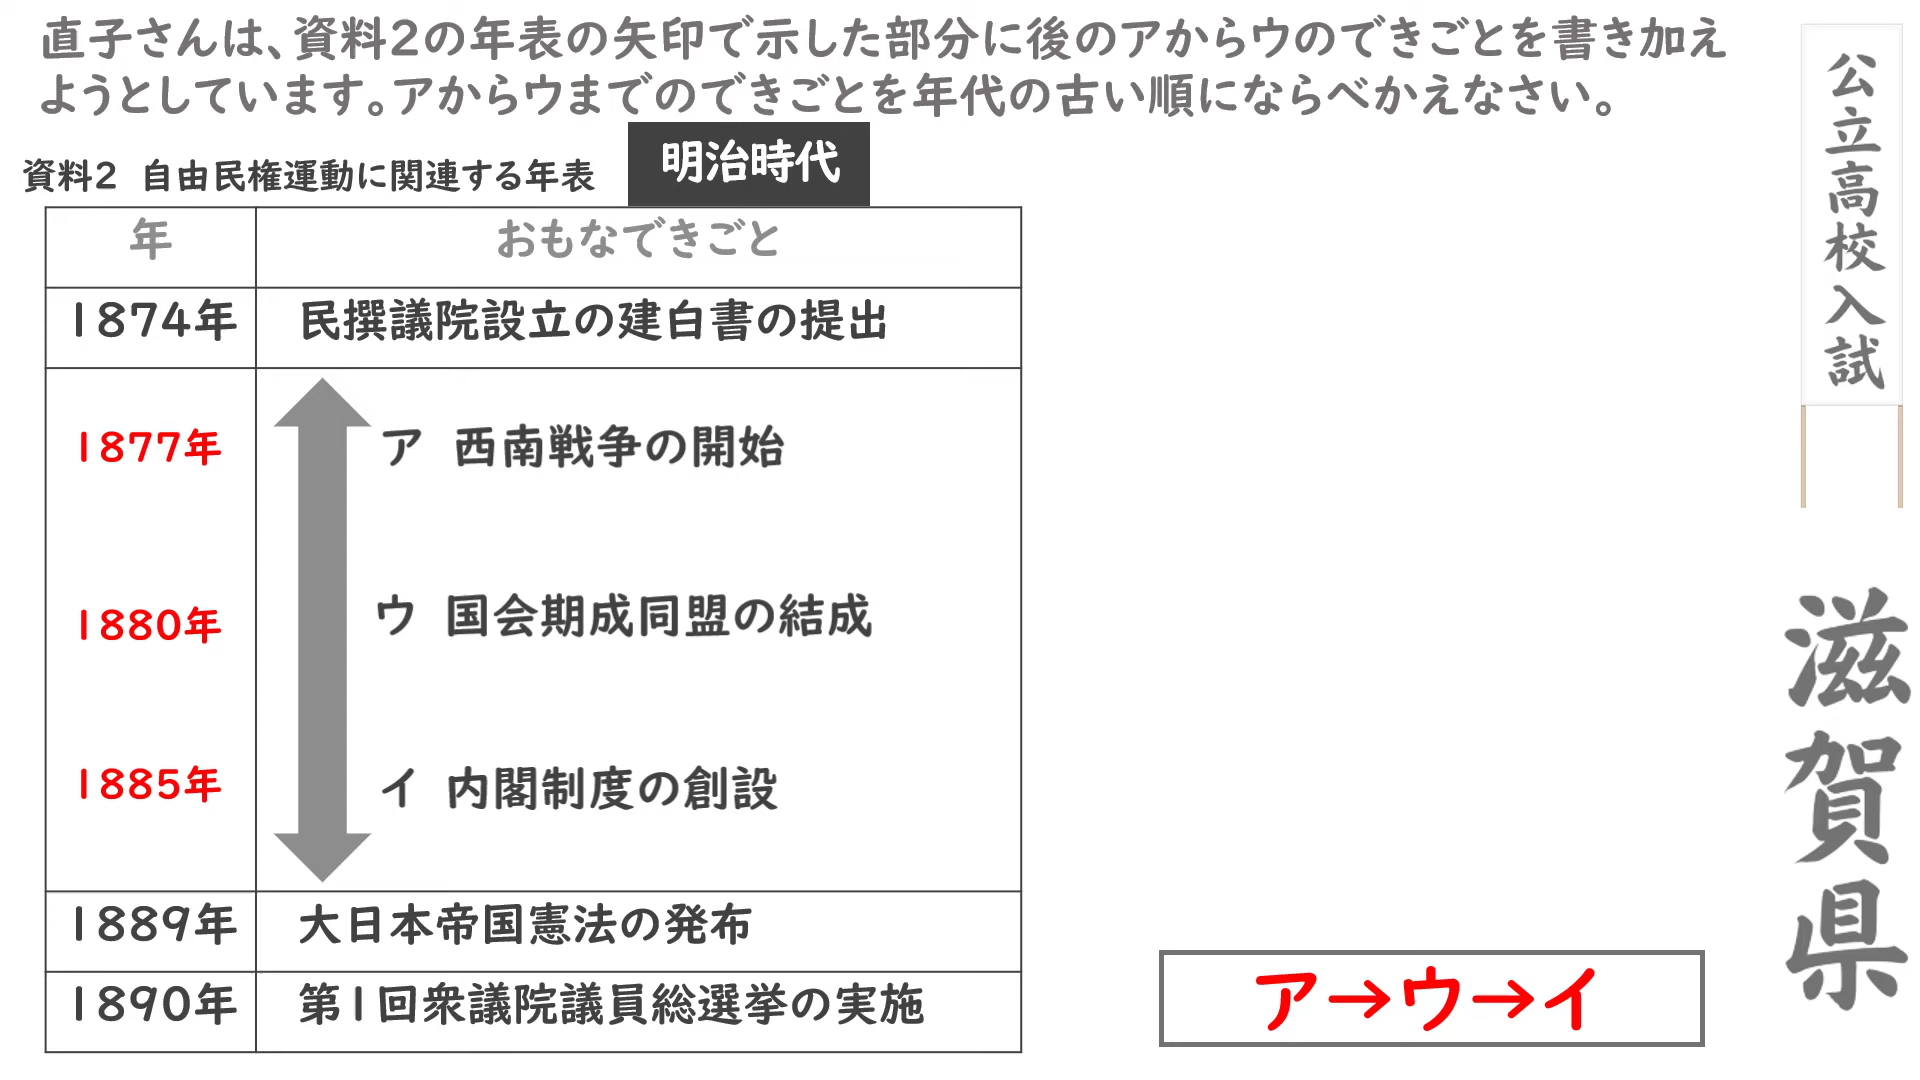 直子さんは、資料2の年表の矢印で示した部分に後のアからウのできごとを書き加え
ようとしています。アからウまでのできごとを年代の古い順にならべかえなさい。
資料2 自由民権運動に関連する年表
明治時代
年 おもなできごと
1874年 民撰議院設立の建白書の提出
1877年 ア 西南戦争の開始
1880年 ウ 国会期成同盟の結成
1885年 イ 内閣制度の創設
1889年 大日本帝国憲法の発布
1890年 第1回衆議院議員総選挙の実施
ア→ウ→イ
公立高校入試
滋賀県